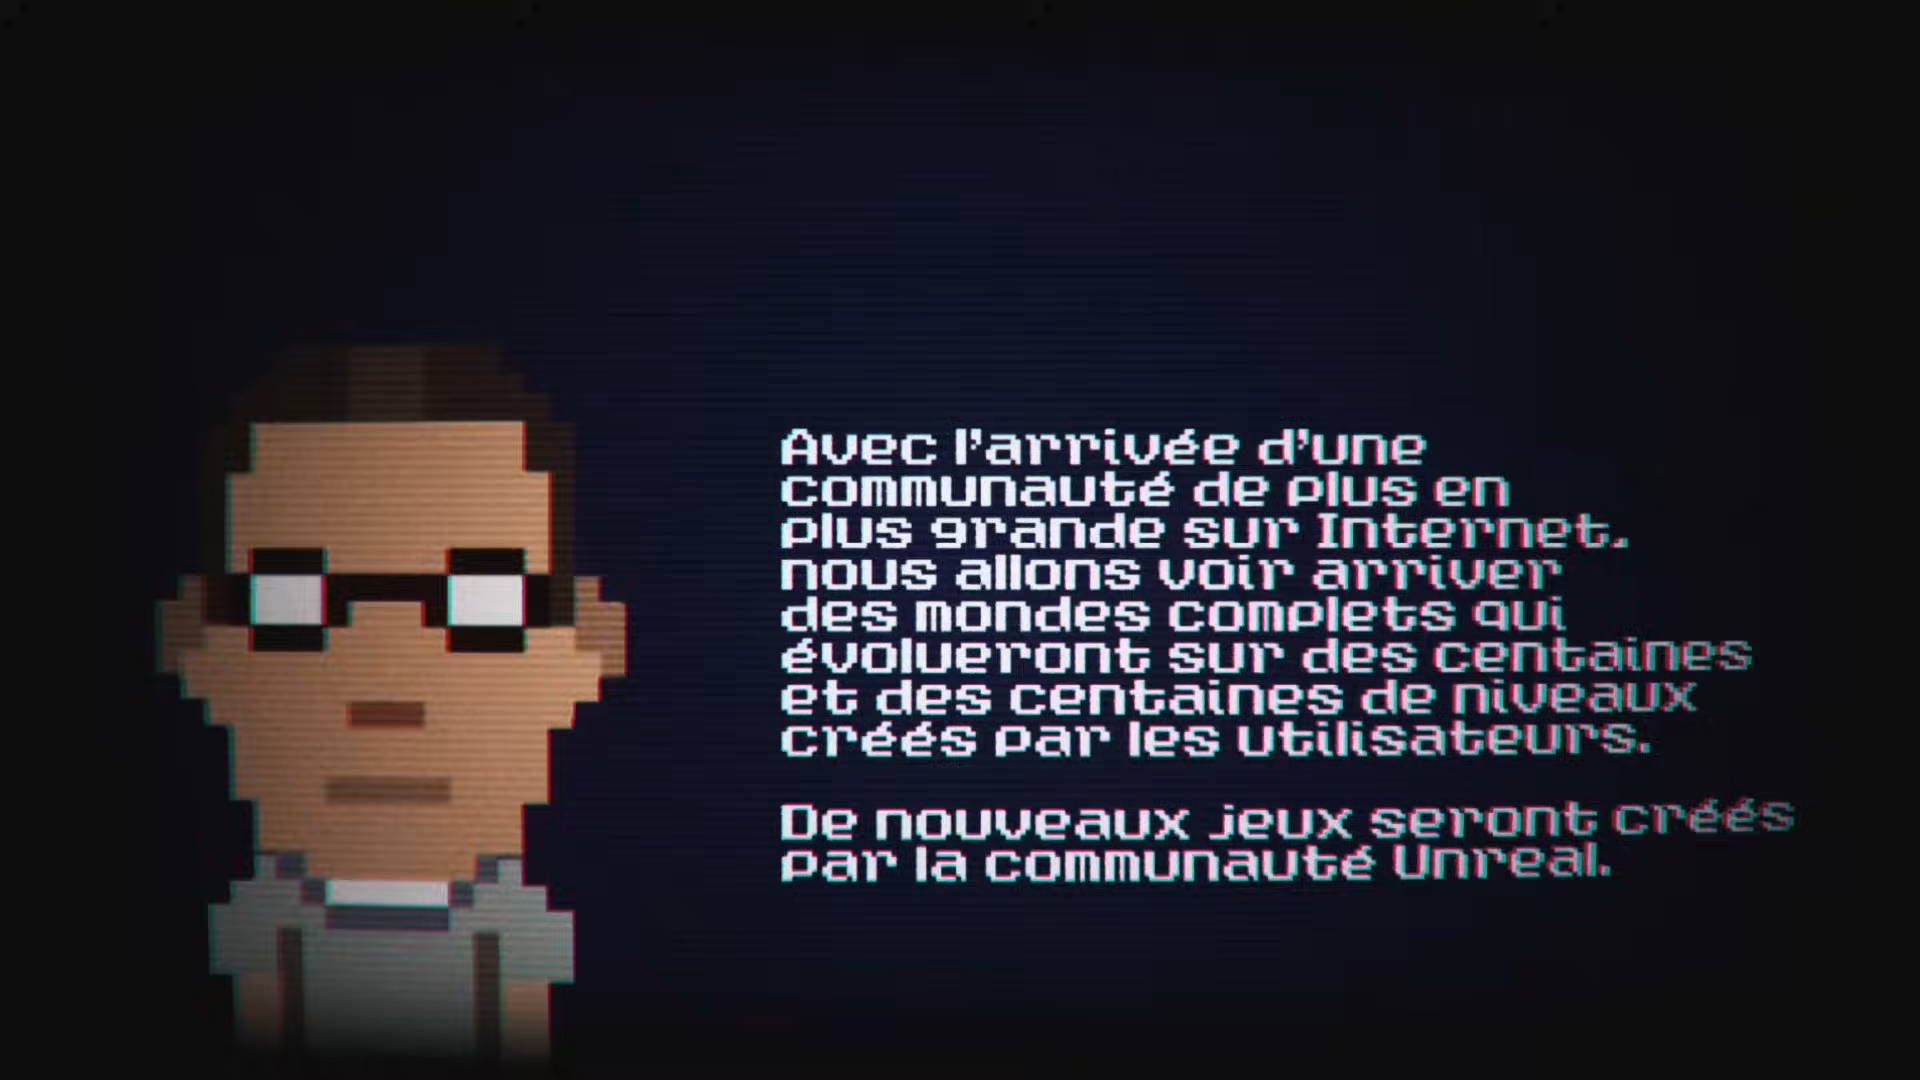 Avec l'arrivée d'une
communauté de plus en
plus grande sur Internet,
nous allons voir arriver
des mondes complets qui
évolueront sur des centaines
et des centaines de niveaux
créés par les utilisateurs.
De nouveaux jeux seront créés
par la communauté Unreal.